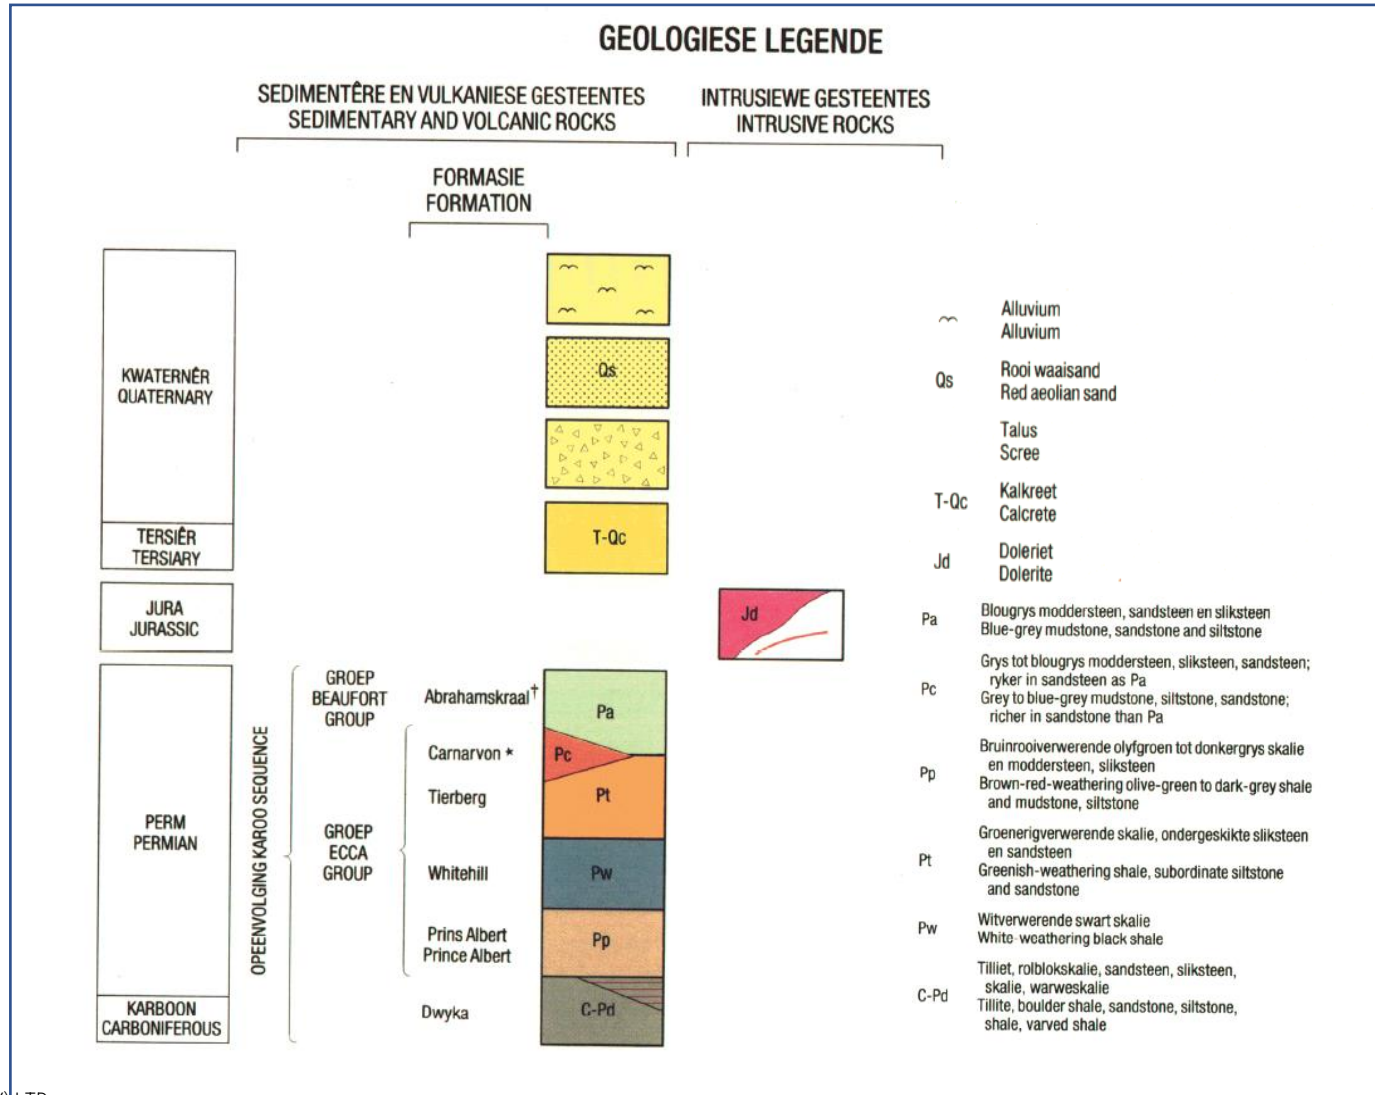 GEOLOGIESE LEGENDE
SEDIMENTÊRE EN VULKANIESE GESTEENTES
SEDIMENTARY AND VOLCANIC ROCKS
INTRUSIEWE GESTEENTES
INTRUSIVE ROCKS
FORMASIE
FORMATION
KWATERNÊR
QUATERNARY
TERSIÊR
TERSIARY
JURA
JURASSIC
PERM
PERMIAN
KARBOON
CARBONIFEROUS
OPEENVOLGING KAROO SEQUENCE
GROEP
BEAUFORT
GROUP
GROEP
ECCA
GROUP
Abrahamskraal†
Carnarvon *
Tierberg
Whitehill
Prins Albert
Prince Albert
Dwyka
Qs
T-Qc
Jd
Pa
Pc
Pt
Pw
Pp
C-Pd
Alluvium
Alluvium
Qs
Rooi waaisand
Red aeolian sand
Talus
Scree
T-Qc
Kalkreet
Calcrete
Jd
Doleriet
Dolerite
Pa
Blougrys moddersteen, sandsteen en sliksteen
Blue-grey mudstone, sandstone and siltstone
Pc
Grys tot blougrys moddersteen, sliksteen, sandsteen;
ryker in sandsteen as Pa
Grey to blue-grey mudstone, siltstone, sandstone;
richer in sandstone than Pa
Pp
Bruinrooiverwerende olyfgroen tot donkergrys skalie
en moddersteen, sliksteen
Brown-red-weathering olive-green to dark-grey shale
and mudstone, siltstone
Pt
Groenerigverwerende skalie, ondergeskikte sliksteen
en sandsteen
Greenish-weathering shale, subordinate siltstone
and sandstone
Pw
Witverwerende swart skalie
White-weathering black shale
C-Pd
Tilliet, rolblokskalie, sandsteen, sliksteen,
skalie, warweskalie
Tillite, boulder shale, sandstone, siltstone,
shale, varved shale